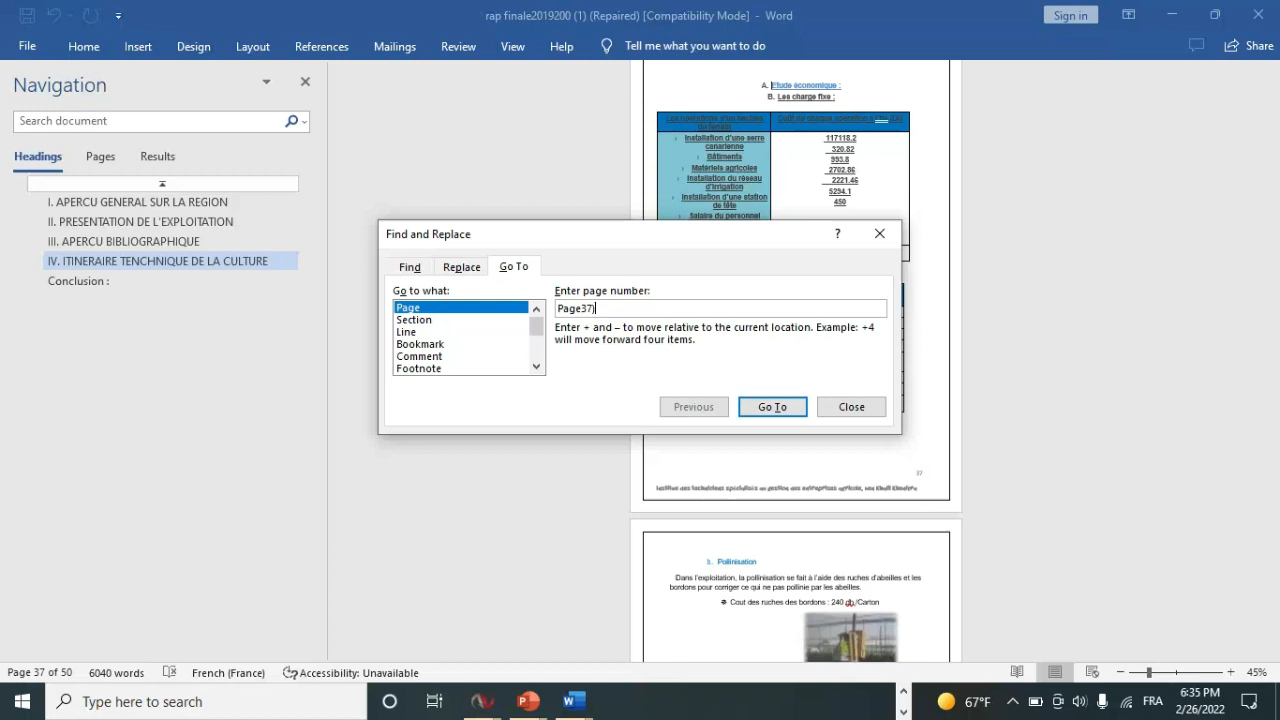 rap finale2019200 (1) (Repaired) [Compatibility Mode] - Word
Sign in
File Home Insert Design Layout References Mailings Review View Help Tell me what you want to do Share
Navigation
Search document
Headings Pages Results
I. APERCU GENERAL SUR LA REGION
II. PRESENTATION DE L'EXPLOITATION
III. APERCU BIBLIOGRAPHIQUE
IV. ITINERAIRE TENCHNIQUE DE LA CULTURE
Conclusion :
A. Etude économique :
B. Les charge fixe :
Installation d'une serre canarienne
Bâtiments
Matériels agricoles
Installation du réseau d'irrigation
Installation d'une station de tête
Salaire du personnel
117118.2
320.82
993.8
2702.86
2221.46
5294.1
450
Find and Replace
?
Find Replace Go To
Go to what:
Page
Section
Line
Bookmark
Comment
Footnote
Enter page number:
Page37)
Enter + and – to move relative to the current location. Example: +4
will move forward four items.
Previous Go To Close
37
b. Pollinisation
Dans l'exploitation, la pollinisation se fait à l'aide des ruches d'abeilles et les
bordons pour corriger ce qui ne pas pollinie par les abeilles.
Cout des ruches des bordons : 240 dh /Carton
Page 37 of 50 6040 words French (France) Accessibility: Unavailable
45%
Type here to search
67°F
FRA
6:35 PM
2/26/2022